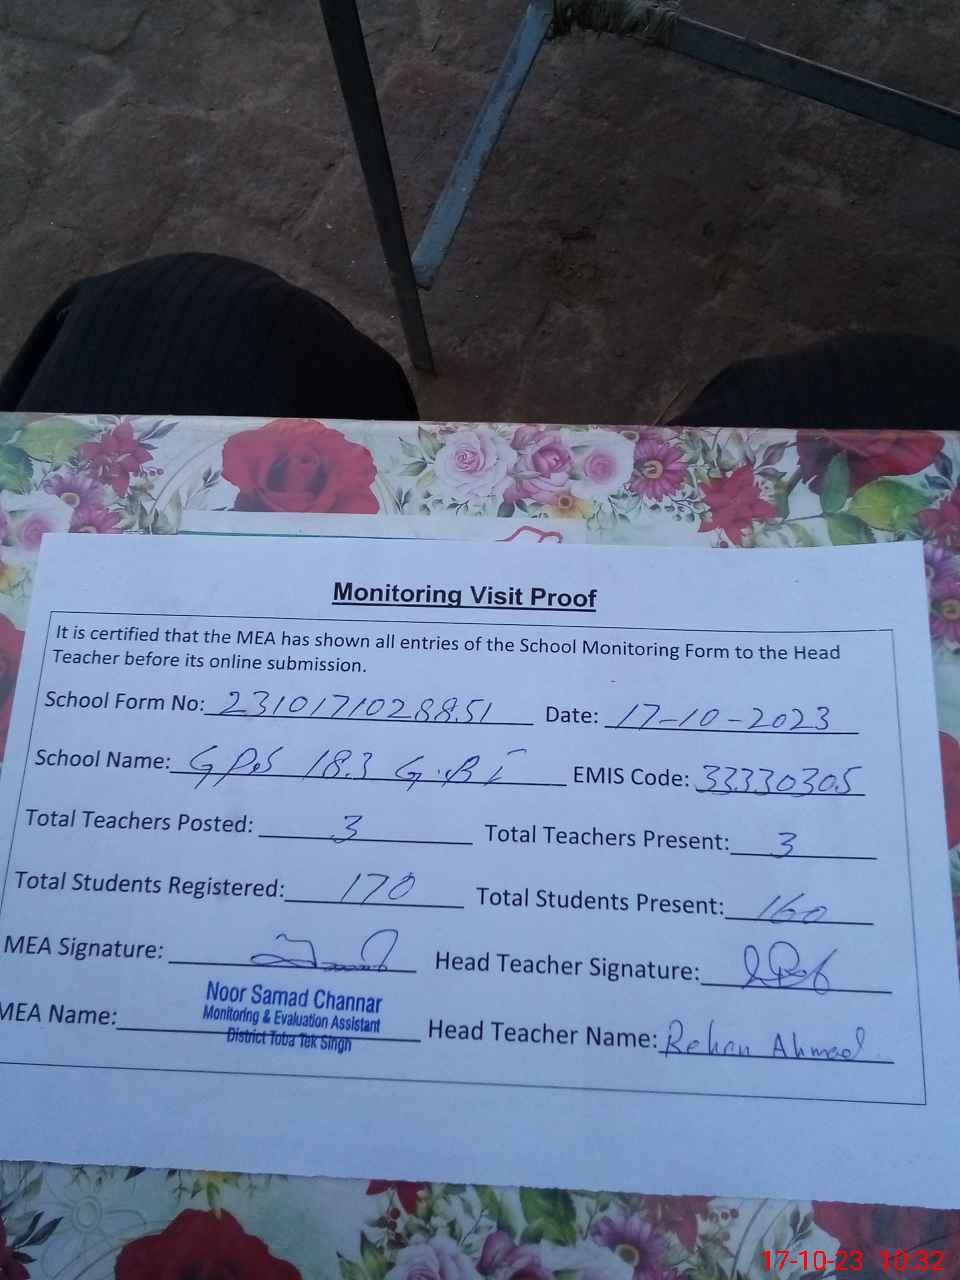 Monitoring Visit Proof
It is certified that the MEA has shown all entries of the School Monitoring Form to the Head
Teacher before its online submission.
School Form No: 2310171028851 Date: 17-10-2023
School Name: GPS 183 G.B I EMIS Code: 33330305
Total Teachers Posted: 3 Total Teachers Present: 3
Total Students Registered: 170 Total Students Present: 160
MEA Signature: Head Teacher Signature:
MEA Name: Noor Samad Channar
Monitoring & Evaluation Assistant
District Toba Tek Singh
Head Teacher Name: Rehan Ahmad
17-10-23 10:32